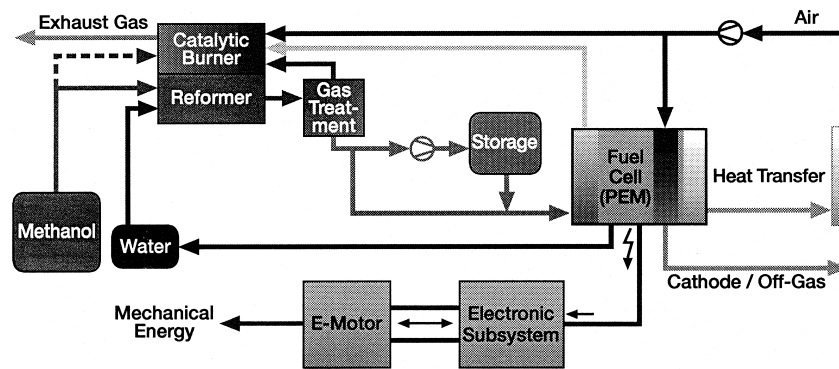 Exhaust Gas
Air
Catalytic
Burner
Reformer
Gas
Treat-
ment
Storage
Fuel
Cell
(PEM)
Heat Transfer
Methanol
Water
Cathode / Off-Gas
Mechanical
Energy
E-Motor
Electronic
Subsystem